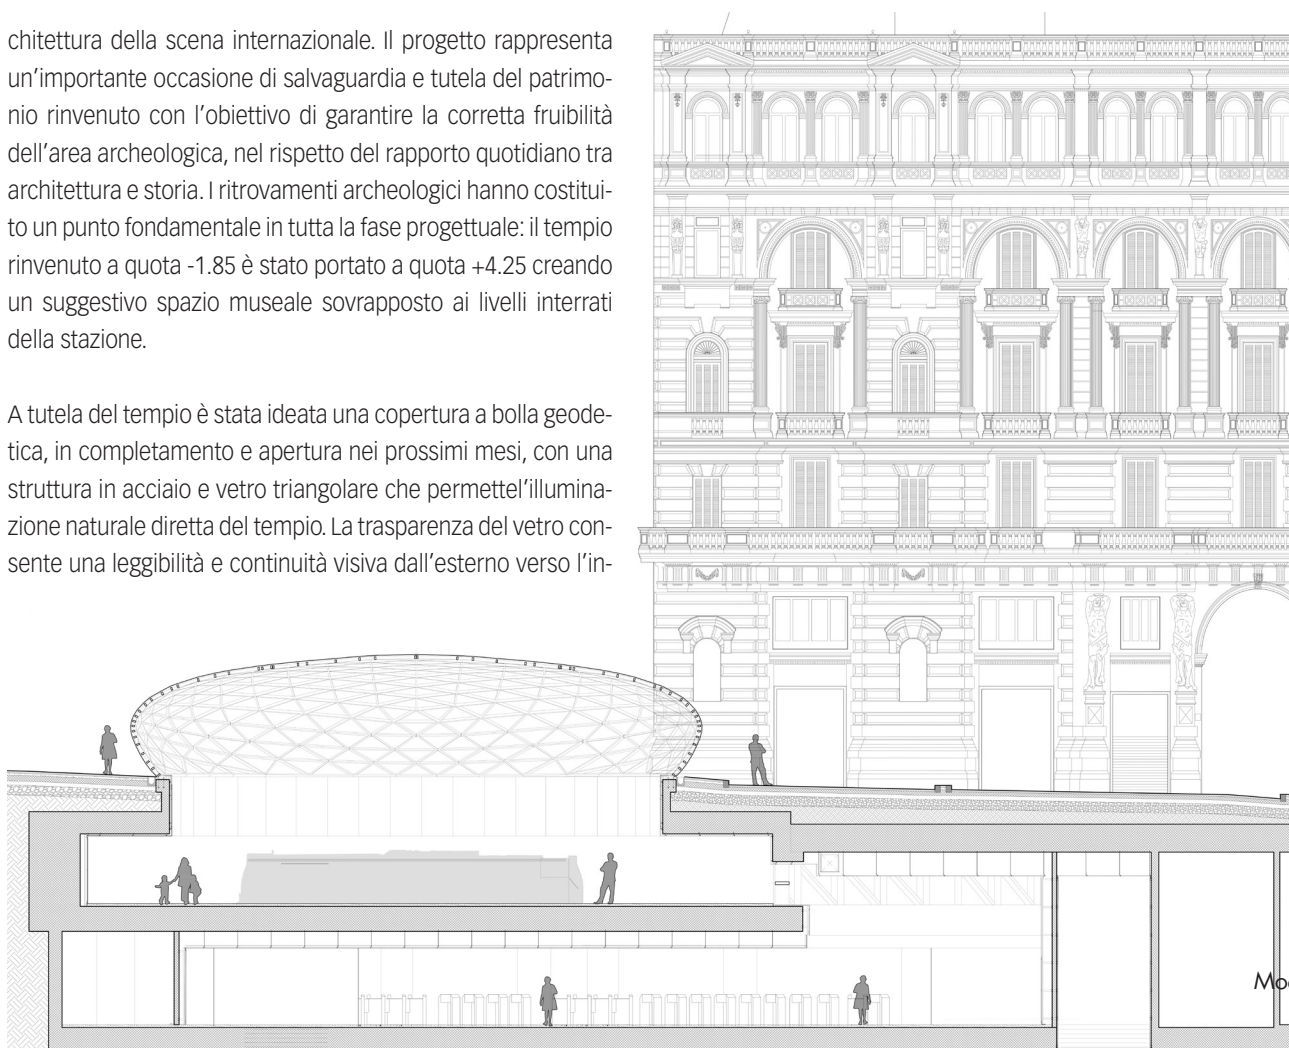 chitettura della scena internazionale. Il progetto rappresenta
un'importante occasione di salvaguardia e tutela del patrimo-
nio rinvenuto con l'obiettivo di garantire la corretta fruibilità
dell'area archeologica, nel rispetto del rapporto quotidiano tra
architettura e storia. I ritrovamenti archeologici hanno costitui-
to un punto fondamentale in tutta la fase progettuale: il tempio
rinvenuto a quota -1.85 è stato portato a quota +4.25 creando
un suggestivo spazio museale sovrapposto ai livelli interrati
della stazione.
A tutela del tempio è stata ideata una copertura a bolla geode-
tica, in completamento e apertura nei prossimi mesi, con una
struttura in acciaio e vetro triangolare che permettel'illumina-
zione naturale diretta del tempio. La trasparenza del vetro con-
sente una leggibilità e continuità visiva dall'esterno verso l'in-